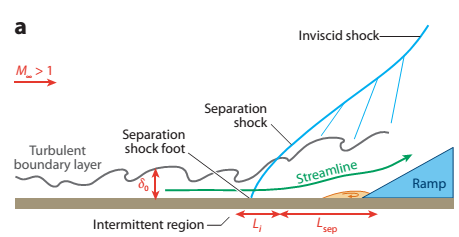 a
Inviscid shock
M∞ > 1
Separation
shock
Separation
shock foot
Turbulent
boundary layer
δ₀
Streamline
Ramp
Intermittent region
Lᵢ
Lsep